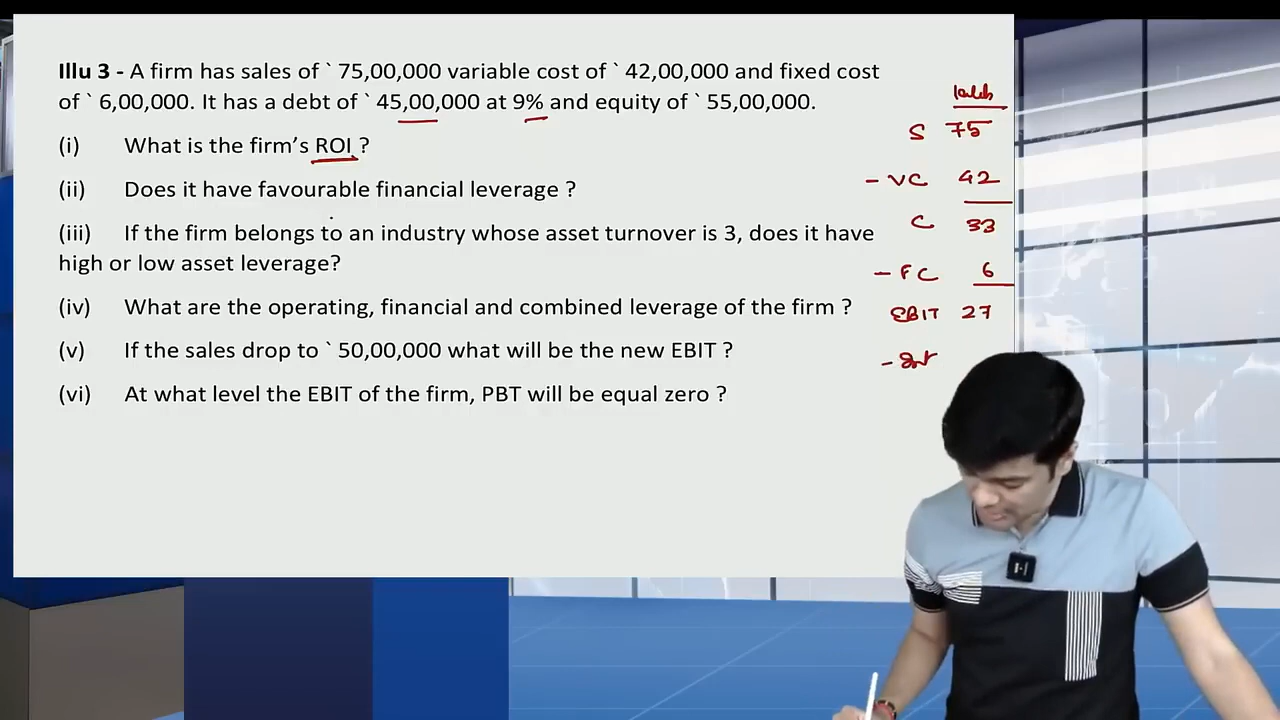 Illu 3 - A firm has sales of ` 75,00,000 variable cost of ` 42,00,000 and fixed cost
of ` 6,00,000. It has a debt of ` 45,00,000 at 9% and equity of ` 55,00,000.
(i) What is the firm's ROI ?
(ii) Does it have favourable financial leverage ?
(iii) If the firm belongs to an industry whose asset turnover is 3, does it have
high or low asset leverage?
(iv) What are the operating, financial and combined leverage of the firm ?
(v) If the sales drop to ` 50,00,000 what will be the new EBIT ?
(vi) At what level the EBIT of the firm, PBT will be equal zero ?
lakhs
S 75
- VC 42
C 33
- FC 6
EBIT 27
- Int